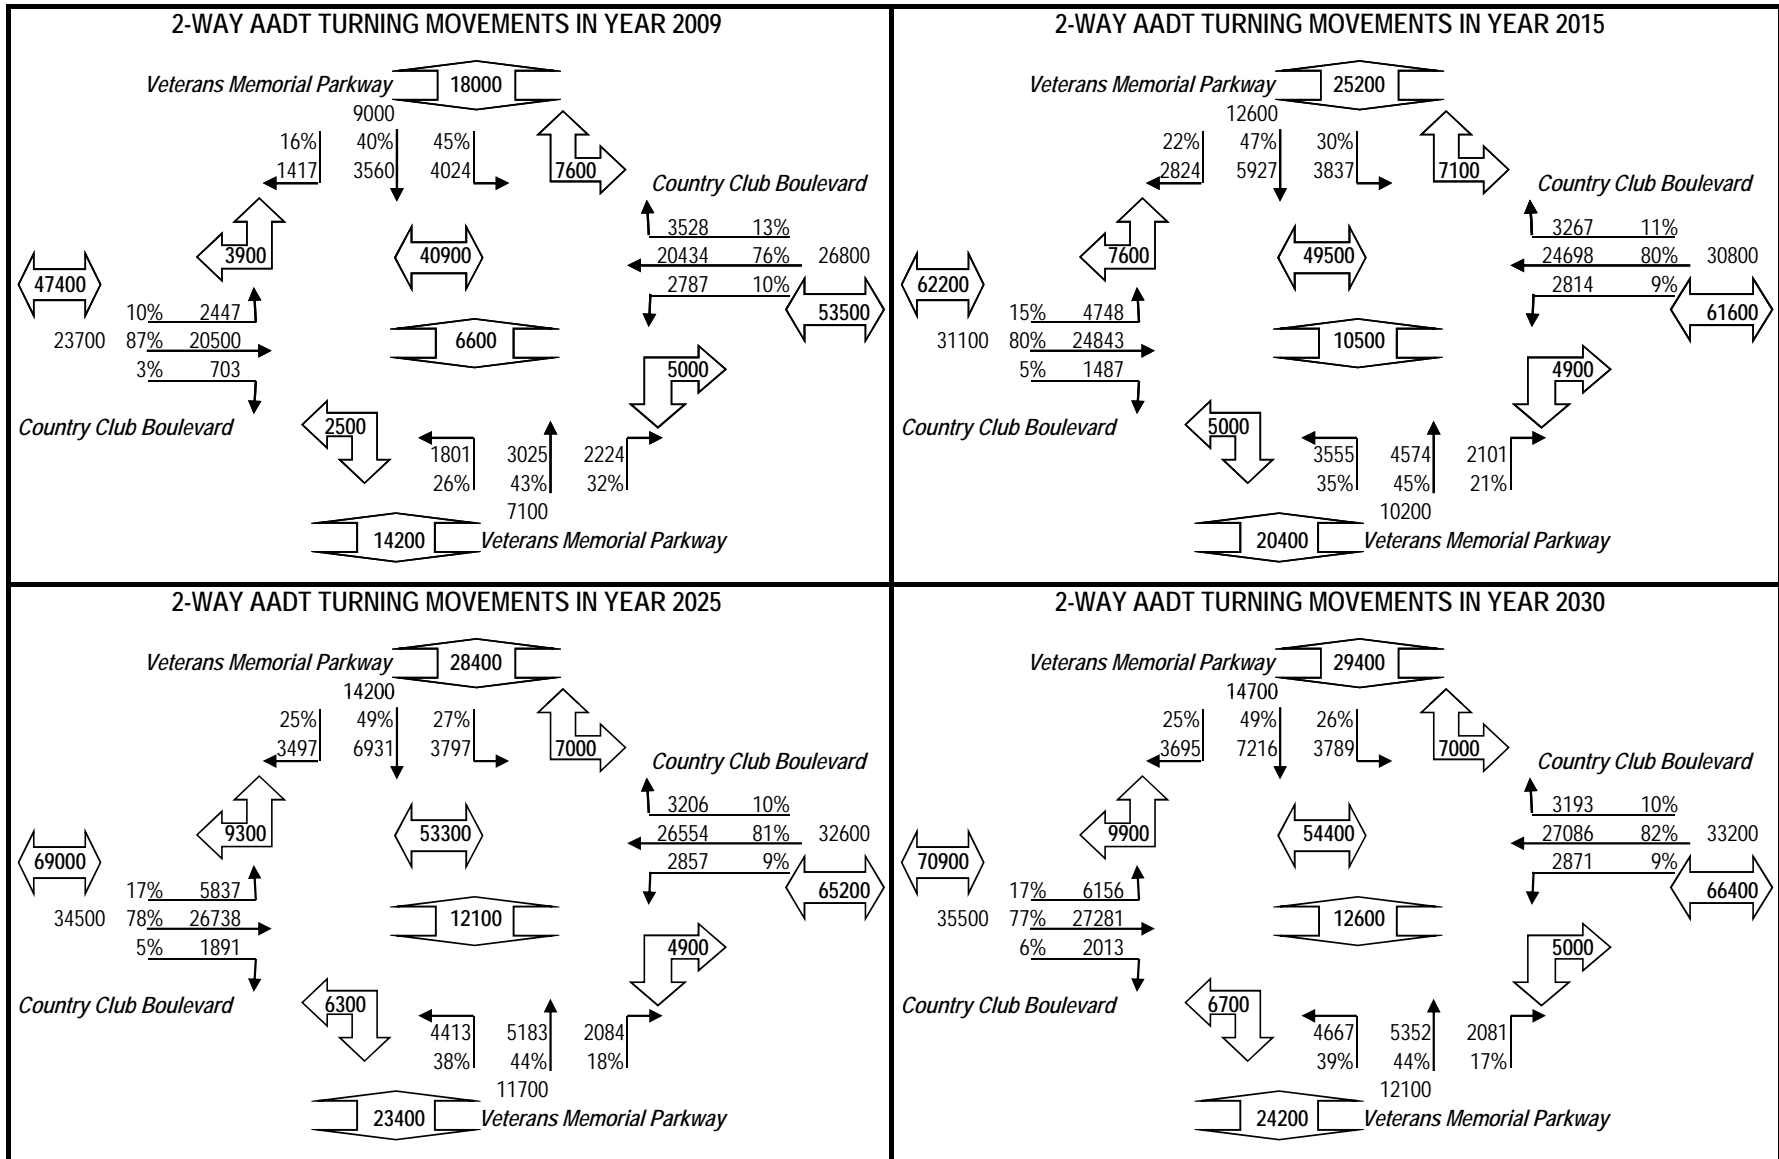 2-WAY AADT TURNING MOVEMENTS IN YEAR 2009
Veterans Memorial Parkway 18000
9000
16% 40% 45%
1417 3560 4024 7600
Country Club Boulevard
3528 13%
3900 40900 20434 76% 26800
47400 2787 10%
53500
10% 2447
23700 87% 20500 6600
3% 703 5000
Country Club Boulevard 2500
1801 3025 2224
26% 43% 32%
7100
14200 Veterans Memorial Parkway
2-WAY AADT TURNING MOVEMENTS IN YEAR 2015
Veterans Memorial Parkway 25200
12600
22% 47% 30%
2824 5927 3837 7100
Country Club Boulevard
3267 11%
7600 49500 24698 80% 30800
62200 2814 9%
61600
15% 4748
31100 80% 24843 10500
5% 1487 4900
Country Club Boulevard 5000
3555 4574 2101
35% 45% 21%
10200
20400 Veterans Memorial Parkway
2-WAY AADT TURNING MOVEMENTS IN YEAR 2025
Veterans Memorial Parkway 28400
14200
25% 49% 27%
3497 6931 3797 7000
Country Club Boulevard
3206 10%
9300 53300 26554 81% 32600
69000 2857 9%
65200
17% 5837
34500 78% 26738 12100
5% 1891 4900
Country Club Boulevard 6300
4413 5183 2084
38% 44% 18%
11700
23400 Veterans Memorial Parkway
2-WAY AADT TURNING MOVEMENTS IN YEAR 2030
Veterans Memorial Parkway 29400
14700
25% 49% 26%
3695 7216 3789 7000
Country Club Boulevard
3193 10%
9900 54400 27086 82% 33200
70900 2871 9%
66400
17% 6156
35500 77% 27281 12600
6% 2013 5000
Country Club Boulevard 6700
4667 5352 2081
39% 44% 17%
12100
24200 Veterans Memorial Parkway